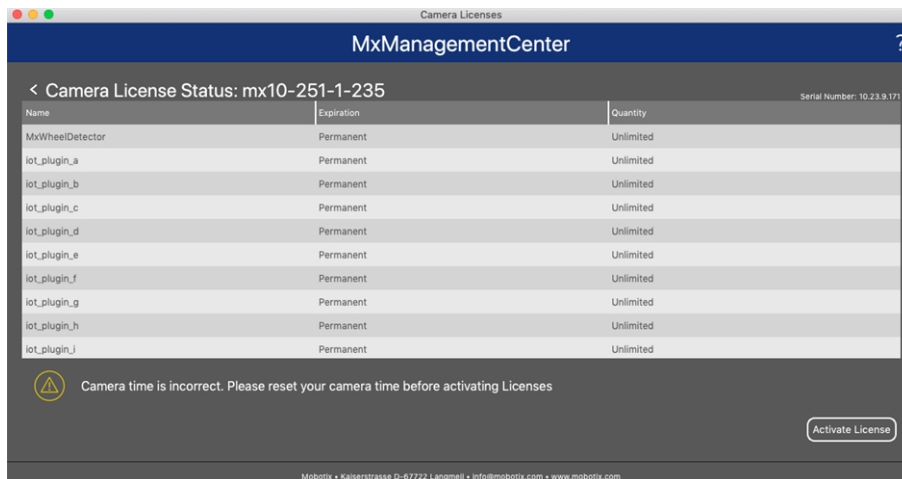 Camera Licenses
MxManagementCenter
?
< Camera License Status: mx10-251-1-235
Serial Number: 10.23.9.171
Name Expiration Quantity
MxWheelDetector Permanent Unlimited
iot_plugin_a Permanent Unlimited
iot_plugin_b Permanent Unlimited
iot_plugin_c Permanent Unlimited
iot_plugin_d Permanent Unlimited
iot_plugin_e Permanent Unlimited
iot_plugin_f Permanent Unlimited
iot_plugin_g Permanent Unlimited
iot_plugin_h Permanent Unlimited
iot_plugin_i Permanent Unlimited
Camera time is incorrect. Please reset your camera time before activating Licenses
Activate License
Mobotix • Kaiserstrasse D-67722 Langmeil • info@mobotix.com • www.mobotix.com